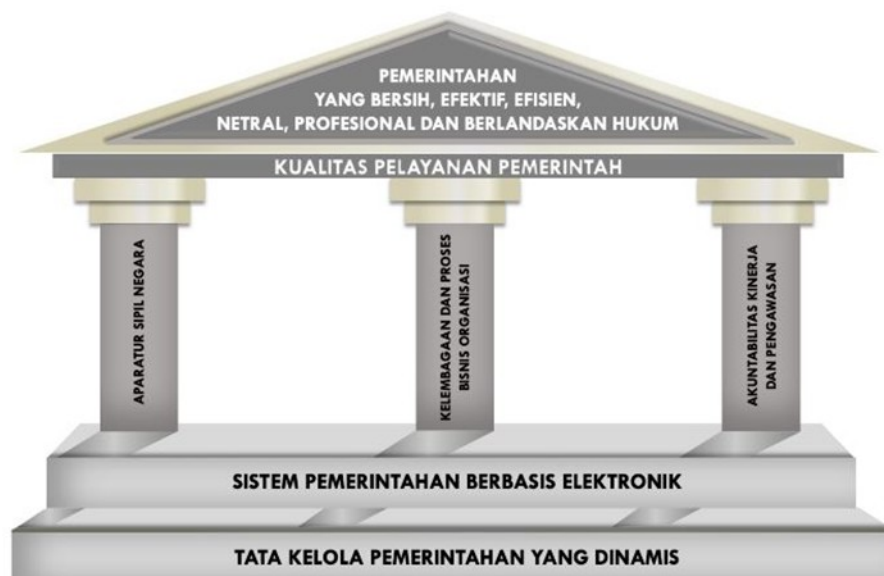 PEMERINTAHAN
YANG BERSIH, EFEKTIF, EFISIEN,
NETRAL, PROFESIONAL DAN BERLANDASKAN HUKUM
KUALITAS PELAYANAN PEMERINTAH
APARATUR SIPIL NEGARA
KELEMBAGAAN DAN PROSES
BISNIS ORGANISASI
AKUNTABILITAS KINERJA
DAN PENGAWASAN
SISTEM PEMERINTAHAN BERBASIS ELEKTRONIK
TATA KELOLA PEMERINTAHAN YANG DINAMIS